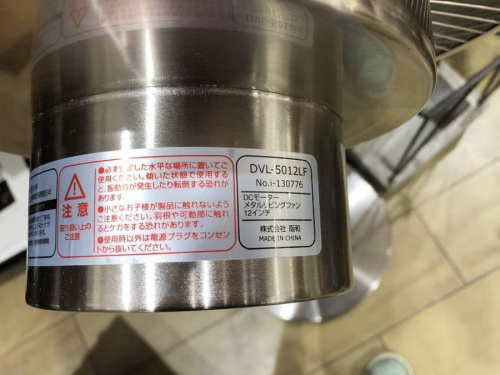 注意
取り扱い上の
ご注意
●必ず安定した水平な場所に置いてご
使用ください。傾いた状態で使用する
と、振動音が発生したり転倒する恐れが
あります。
●小さなお子様が製品に触れないように
ご注意ください。羽根や可動部に触れ
るとケガをする恐れがあります。
●使用時以外は電源プラグをコンセン
トから抜いてください。
DVL-5012LF
No.i-130776
DCモーター
メタルリビングファン
12インチ
株式会社 阪和
MADE IN CHINA